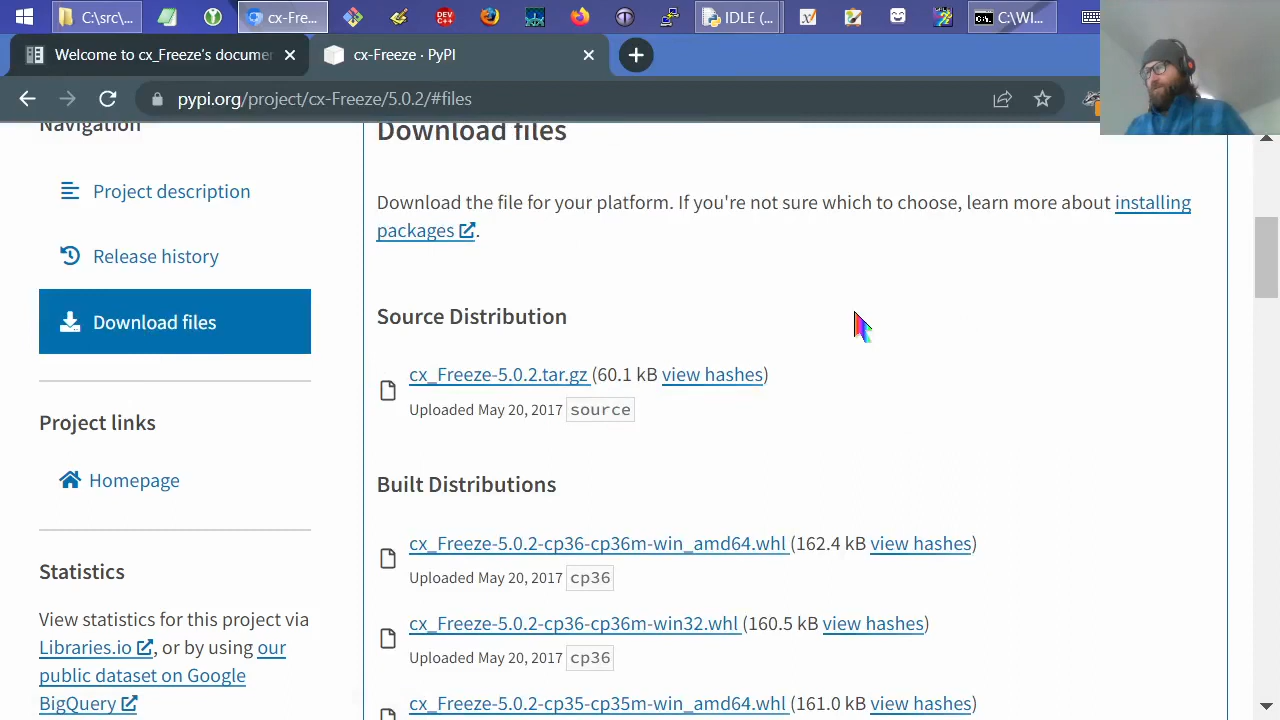 C:\src\...
cx-Fre...
IDLE (...
C:\WI...
Welcome to cx_Freeze's documen
cx-Freeze · PyPI
pypi.org/project/cx-Freeze/5.0.2/#files
Navigation
Project description
Release history
Download files
Project links
Homepage
Statistics
View statistics for this project via
Libraries.io, or by using our
public dataset on Google
BigQuery
Download files
Download the file for your platform. If you're not sure which to choose, learn more about installing
packages.
Source Distribution
cx_Freeze-5.0.2.tar.gz (60.1 kB view hashes)
Uploaded May 20, 2017 source
Built Distributions
cx_Freeze-5.0.2-cp36-cp36m-win_amd64.whl (162.4 kB view hashes)
Uploaded May 20, 2017 cp36
cx_Freeze-5.0.2-cp36-cp36m-win32.whl (160.5 kB view hashes)
Uploaded May 20, 2017 cp36
cx_Freeze-5.0.2-cp35-cp35m-win_amd64.whl (161.0 kB view hashes)